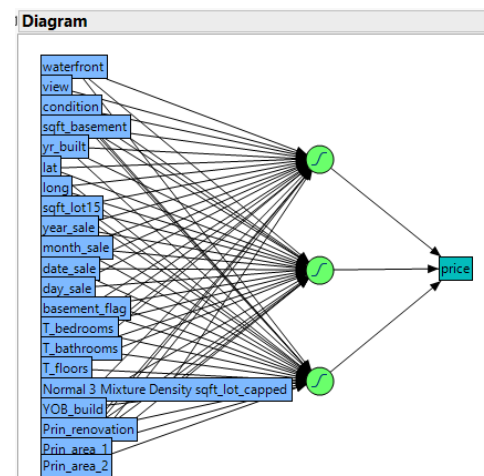 Diagram
waterfront
view
condition
sqft_basement
yr_built
lat
long
sqft_lot15
year_sale
month_sale
date_sale
day_sale
basement_flag
T_bedrooms
T_bathrooms
T_floors
Normal 3 Mixture Density sqft_lot_capped
YOB_build
Prin_renovation
Prin_area_1
Prin_area_2
price